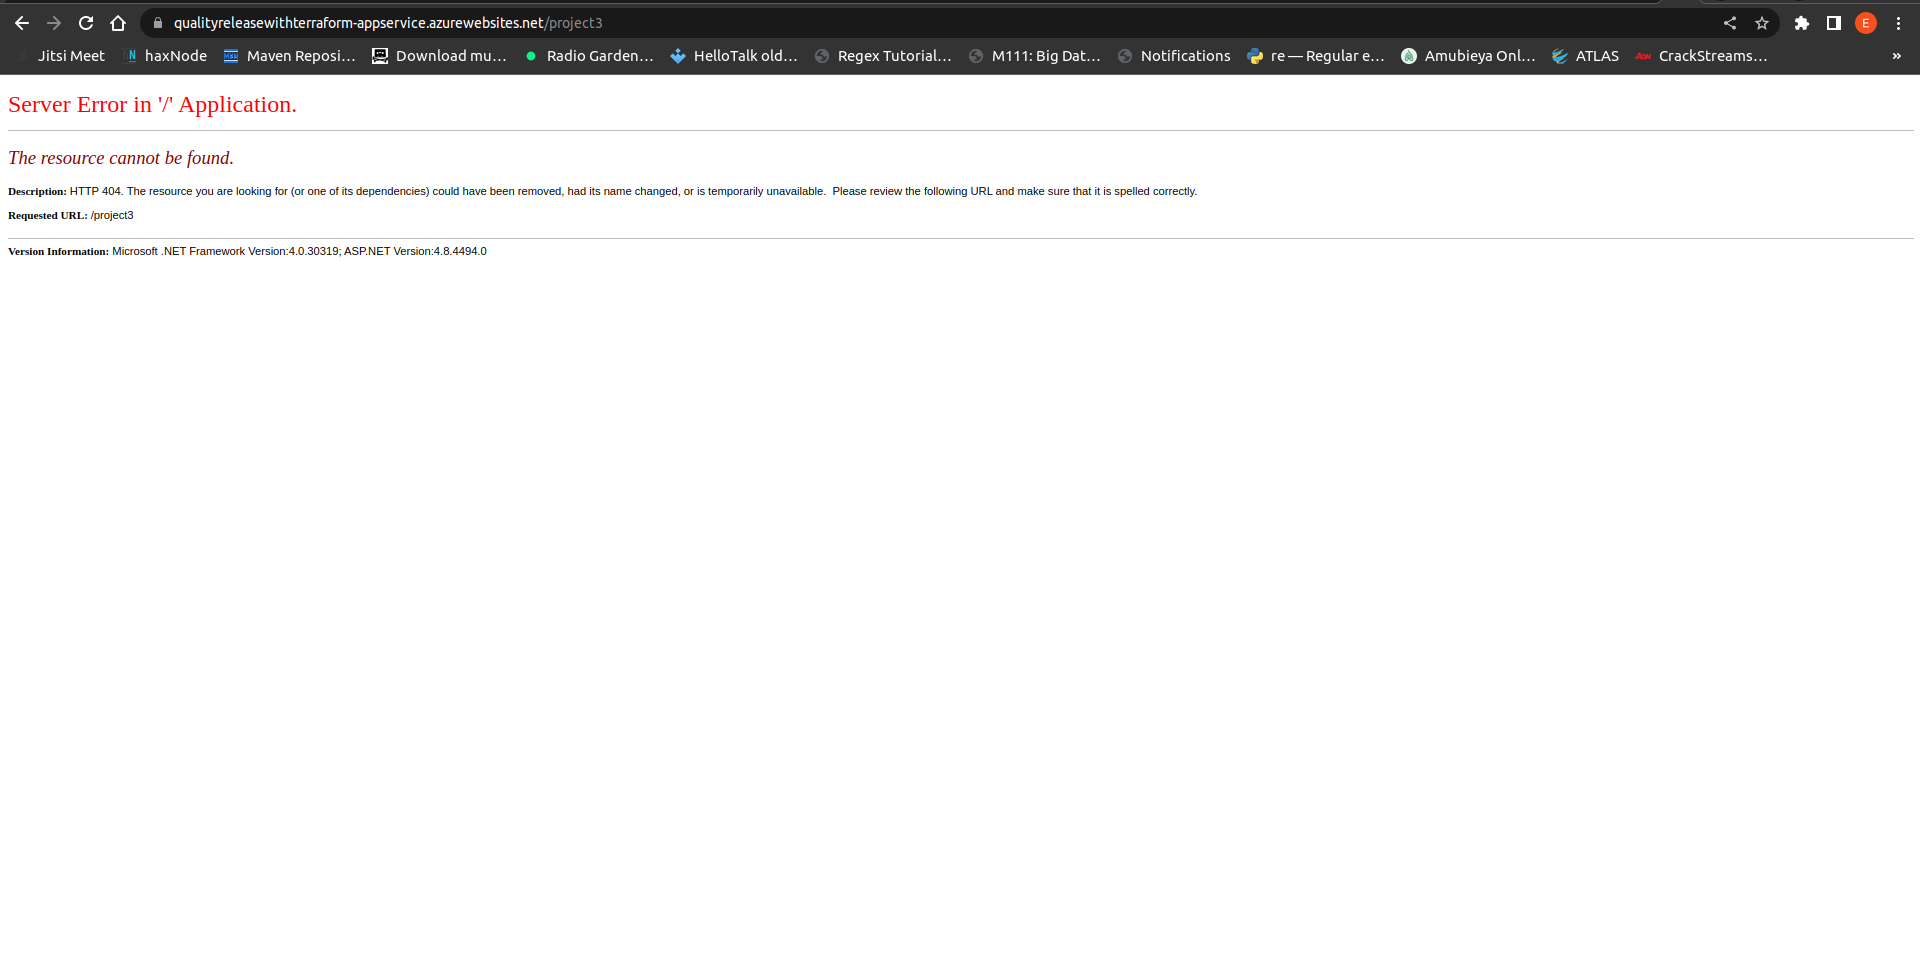 qualityreleasewithterraform-appservice.azurewebsites.net/project3
E
Jitsi Meet N haxNode Maven Reposi… Download mu… Radio Garden… HelloTalk old… Regex Tutorial… M111: Big Dat… Notifications re — Regular e… Amubieya Onl… ATLAS CrackStreams… »
Server Error in '/' Application.
The resource cannot be found.
Description: HTTP 404. The resource you are looking for (or one of its dependencies) could have been removed, had its name changed, or is temporarily unavailable.  Please review the following URL and make sure that it is spelled correctly.
Requested URL: /project3
Version Information: Microsoft .NET Framework Version:4.0.30319; ASP.NET Version:4.8.4494.0